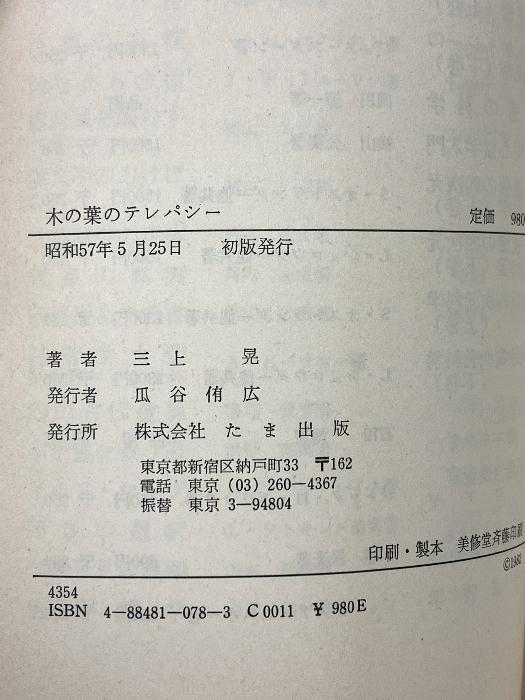 木の葉のテレパシー 定価 980
昭和57年5月25日 初版発行
著者 三上 晃
発行者 瓜谷侑広
発行所 株式会社 たま出版
東京都新宿区納戸町33 〒162
電話 東京 (03) 260-4367
振替 東京 3-94804
印刷・製本 美修堂斉藤印刷
©1982
4354
ISBN 4-88481-078-3 C0011 ¥980E